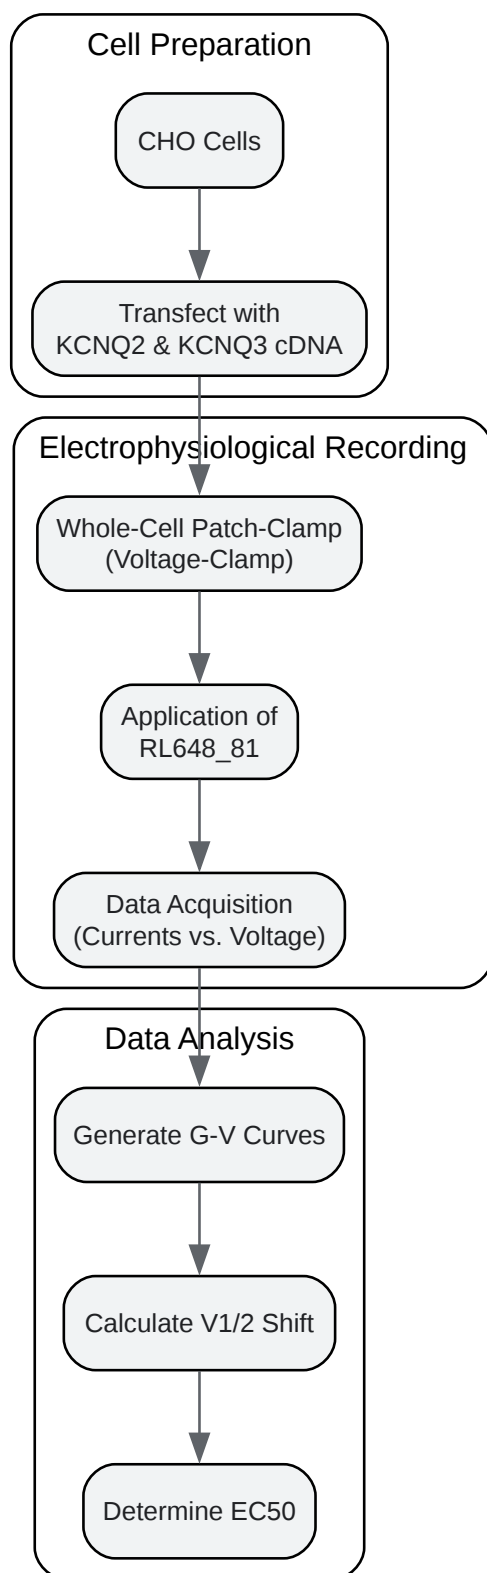 Cell Preparation
CHO Cells
Transfect with
KCNQ2 & KCNQ3 cDNA
Electrophysiological Recording
Whole-Cell Patch-Clamp
(Voltage-Clamp)
Application of
RL648_81
Data Acquisition
(Currents vs. Voltage)
Data Analysis
Generate G-V Curves
Calculate V1/2 Shift
Determine EC50